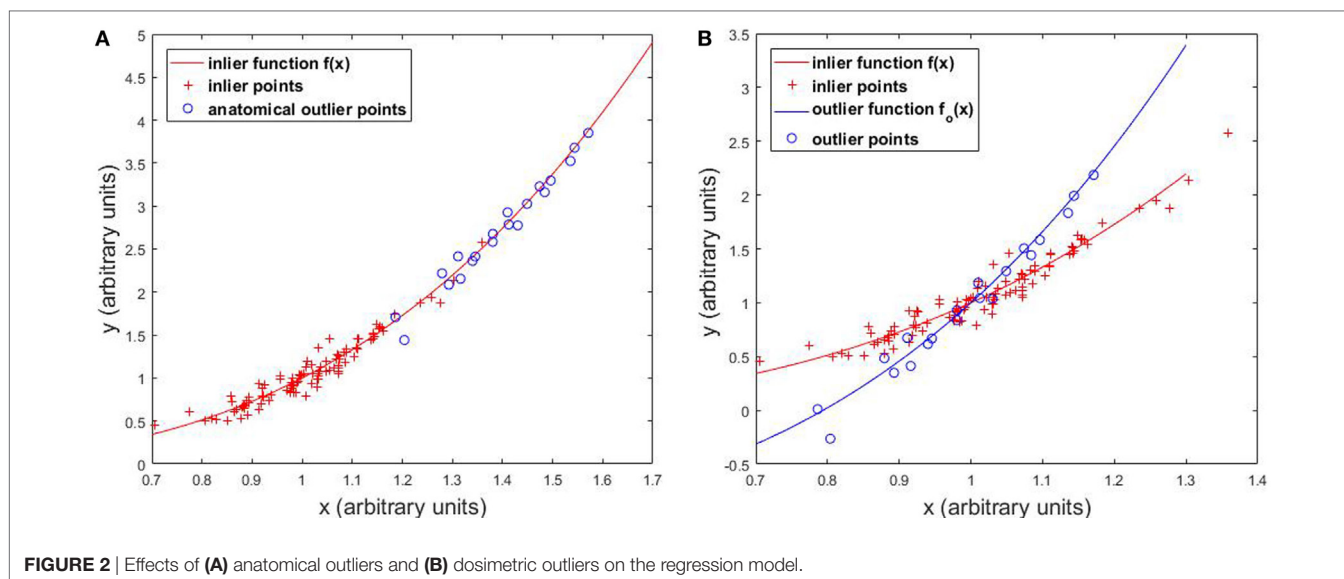 A
inlier function f(x)
inlier points
anatomical outlier points
5
4.5
4
3.5
3
2.5
2
1.5
1
0.5
0
y (arbitrary units)
0.7 0.8 0.9 1 1.1 1.2 1.3 1.4 1.5 1.6 1.7
x (arbitrary units)
B
inlier function f(x)
inlier points
outlier function fo(x)
outlier points
3.5
3
2.5
2
1.5
1
0.5
0
-0.5
y (arbitrary units)
0.7 0.8 0.9 1 1.1 1.2 1.3 1.4
x (arbitrary units)
FIGURE 2 | Effects of (A) anatomical outliers and (B) dosimetric outliers on the regression model.